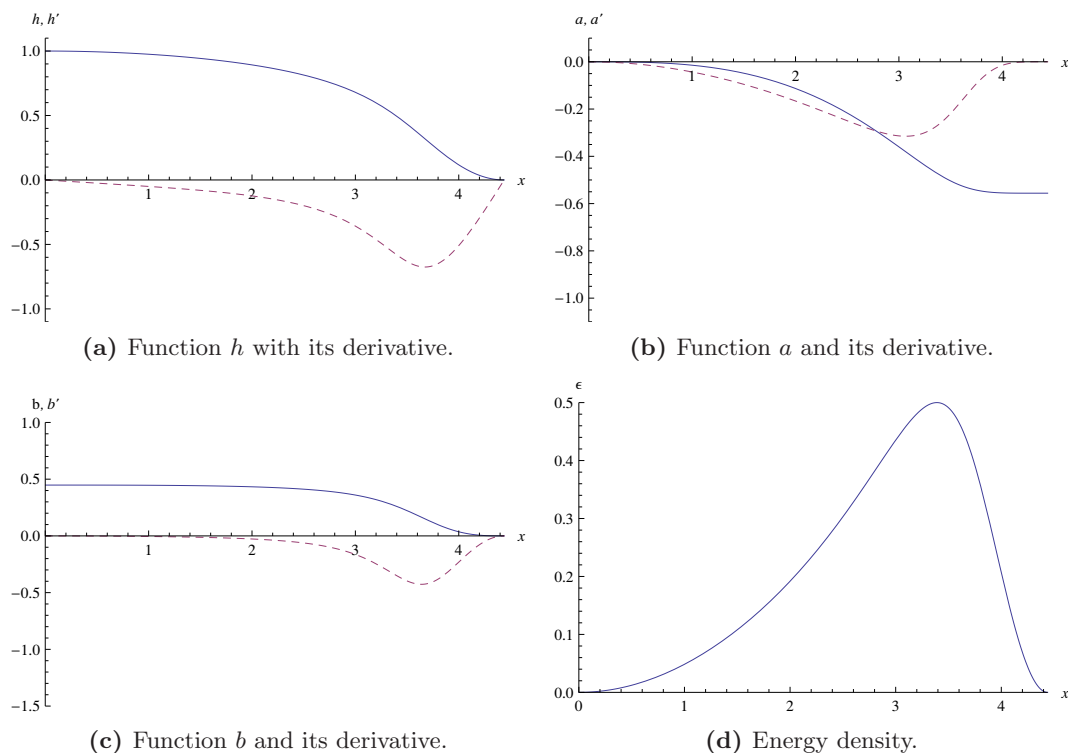 h, h′
1.0
0.5
0.0
−0.5
−1.0
1 2 3 4 x
(a) Function h with its derivative.
a, a′
0.0
−0.2
−0.4
−0.6
−0.8
−1.0
1 2 3 4 x
(b) Function a and its derivative.
b, b′
1.0
0.5
0.0
−0.5
−1.0
−1.5
1 2 3 4 x
(c) Function b and its derivative.
ϵ
0.5
0.4
0.3
0.2
0.1
0.0
0 1 2 3 4 x
(d) Energy density.